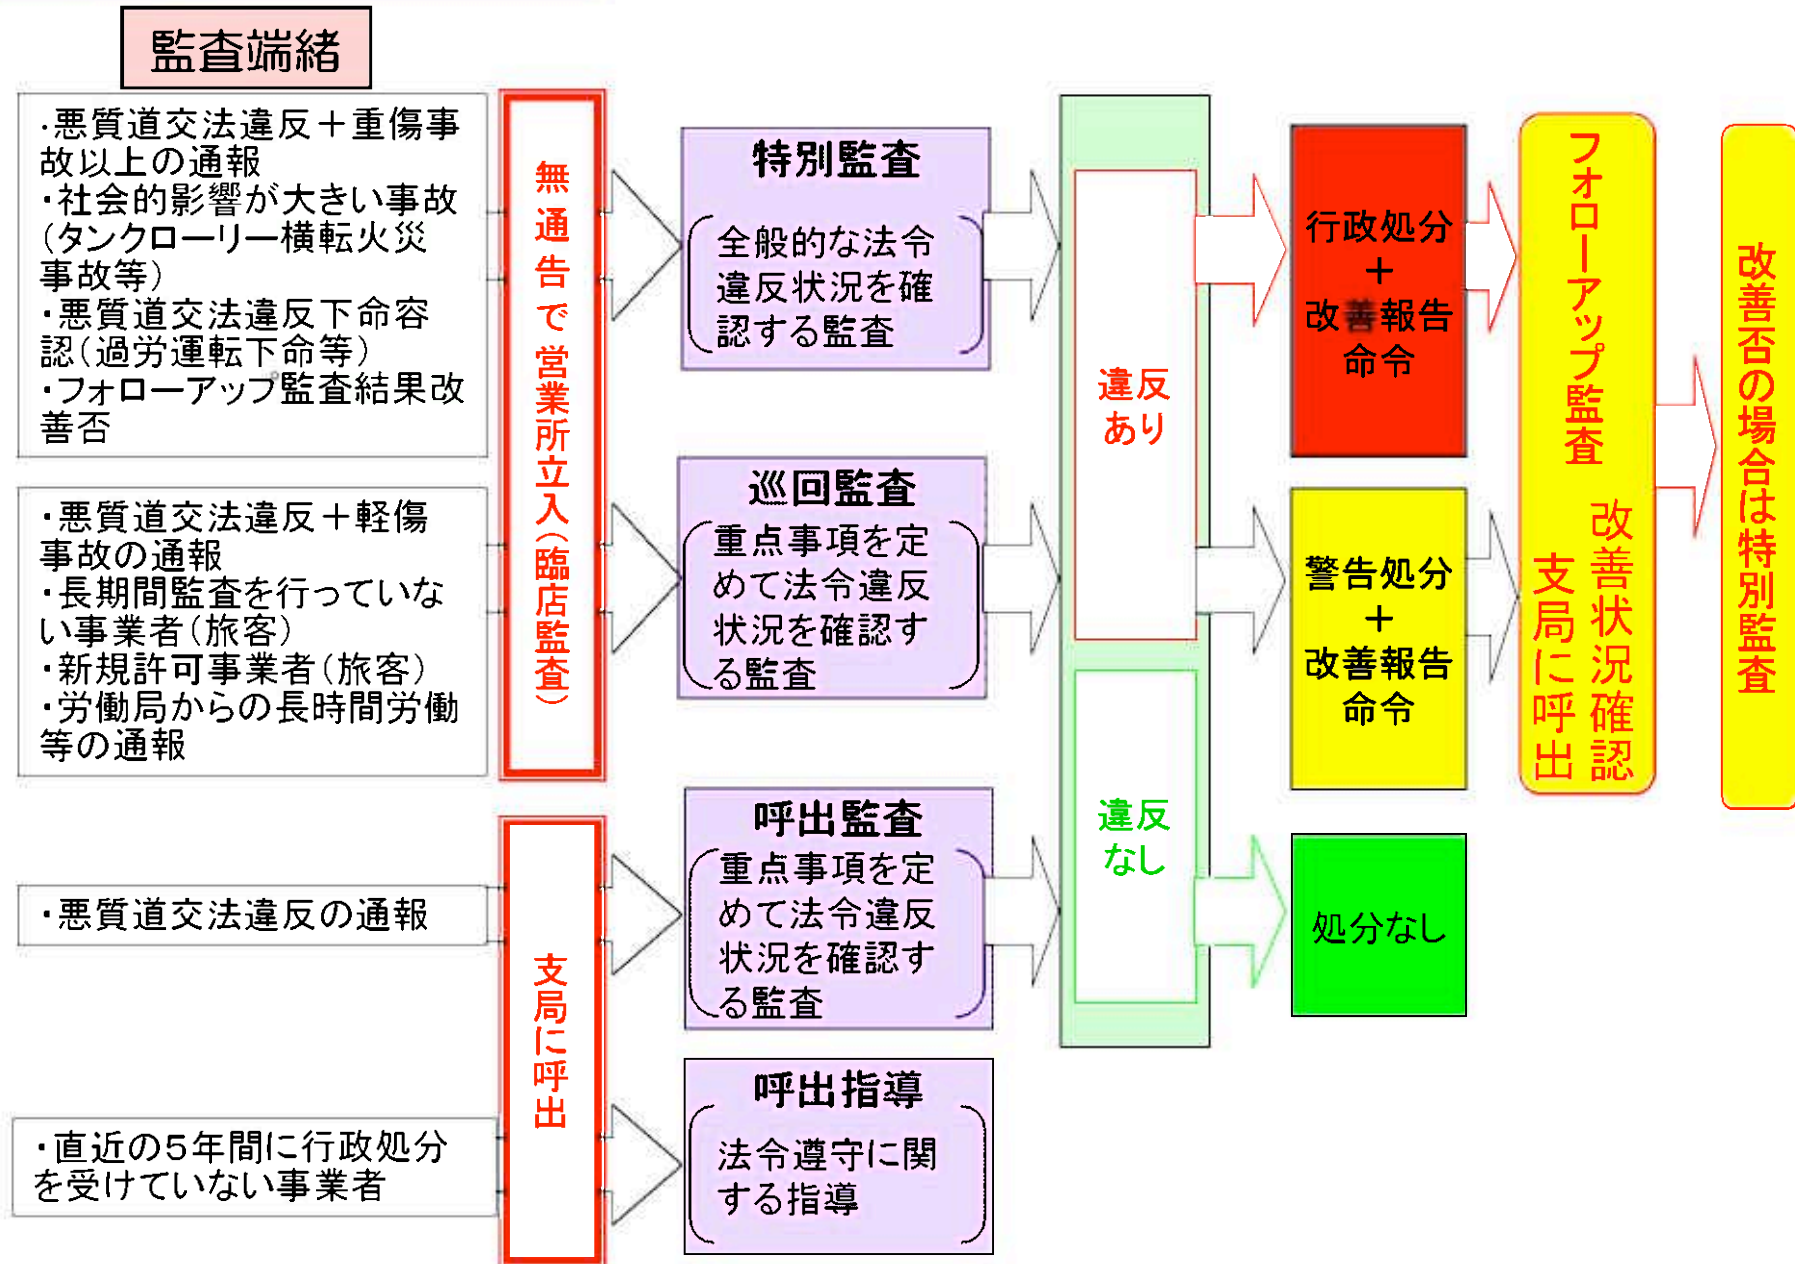 監査端緒
・悪質道交法違反＋重傷事
故以上の通報
・社会的影響が大きい事故
（タンクローリー横転火災
事故等）
・悪質道交法違反下命容
認（過労運転下命等）
・フォローアップ監査結果改
善否
・悪質道交法違反＋軽傷
事故の通報
・長期間監査を行っていな
い事業者（旅客）
・新規許可事業者（旅客）
・労働局からの長時間労働
等の通報
・悪質道交法違反の通報
・直近の５年間に行政処分
を受けていない事業者
無通告で営業所立入（臨店監査）
支局に呼出
特別監査
全般的な法令
違反状況を確
認する監査
巡回監査
重点事項を定
めて法令違反
状況を確認す
る監査
呼出監査
重点事項を定
めて法令違反
状況を確認す
る監査
呼出指導
法令遵守に関
する指導
違反
あり
違反
なし
行政処分
＋
改善報告
命令
警告処分
＋
改善報告
命令
処分なし
フォローアップ監査
改善状況確認
支局に呼出
改善否の場合は特別監査